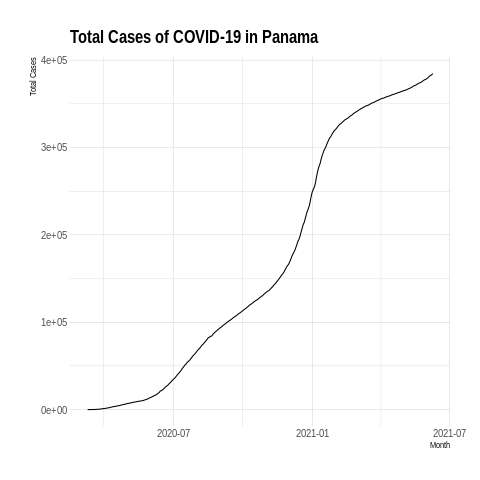 Total Cases of COVID-19 in Panama
Total Cases
4e+05
3e+05
2e+05
1e+05
0e+00
2020-07 2021-01 2021-07
Month